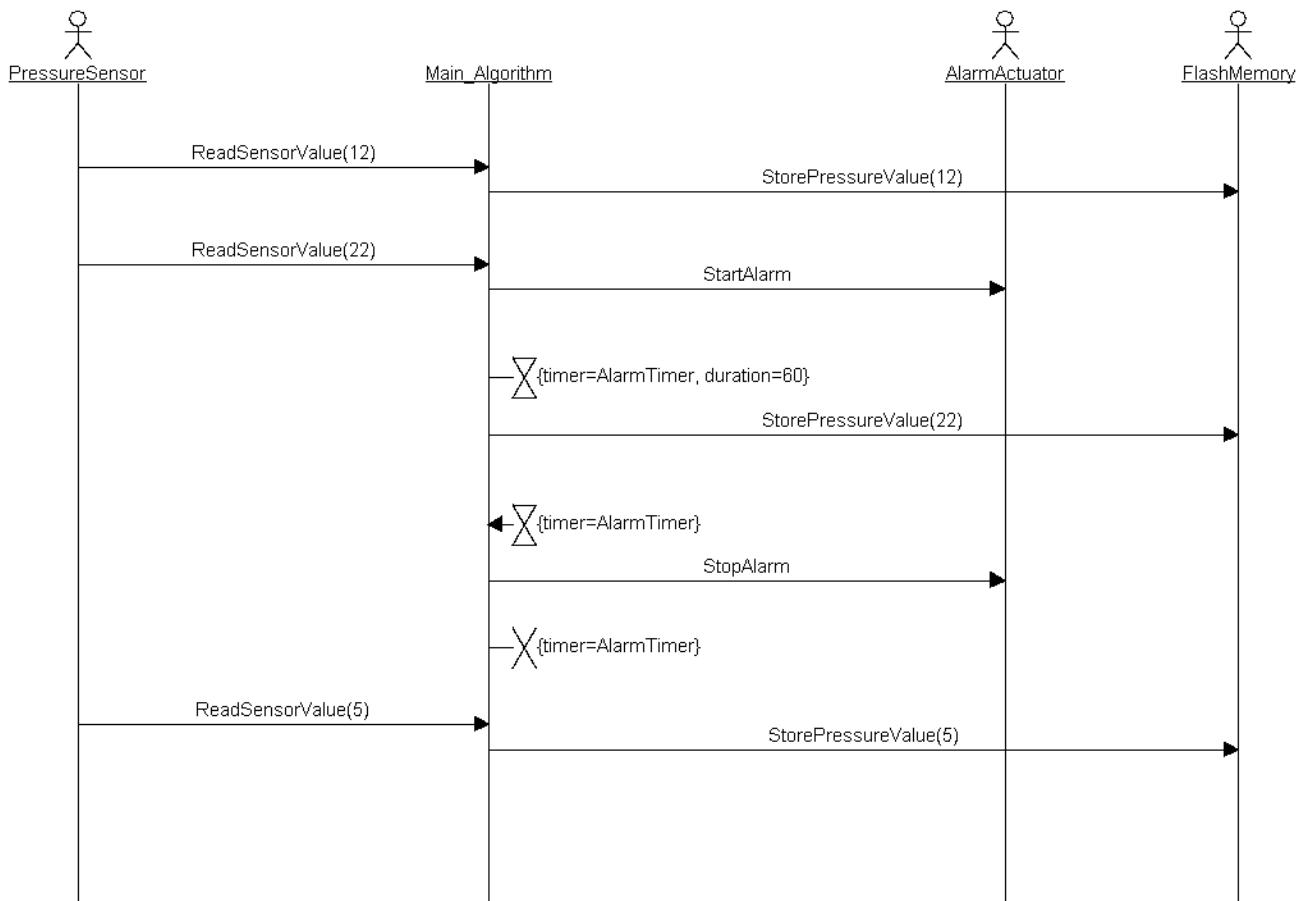 PressureSensor
Main_Algorithm
AlarmActuator
FlashMemory
ReadSensorValue(12)
StorePressureValue(12)
ReadSensorValue(22)
StartAlarm
{timer=AlarmTimer, duration=60}
StorePressureValue(22)
{timer=AlarmTimer}
StopAlarm
{timer=AlarmTimer}
ReadSensorValue(5)
StorePressureValue(5)